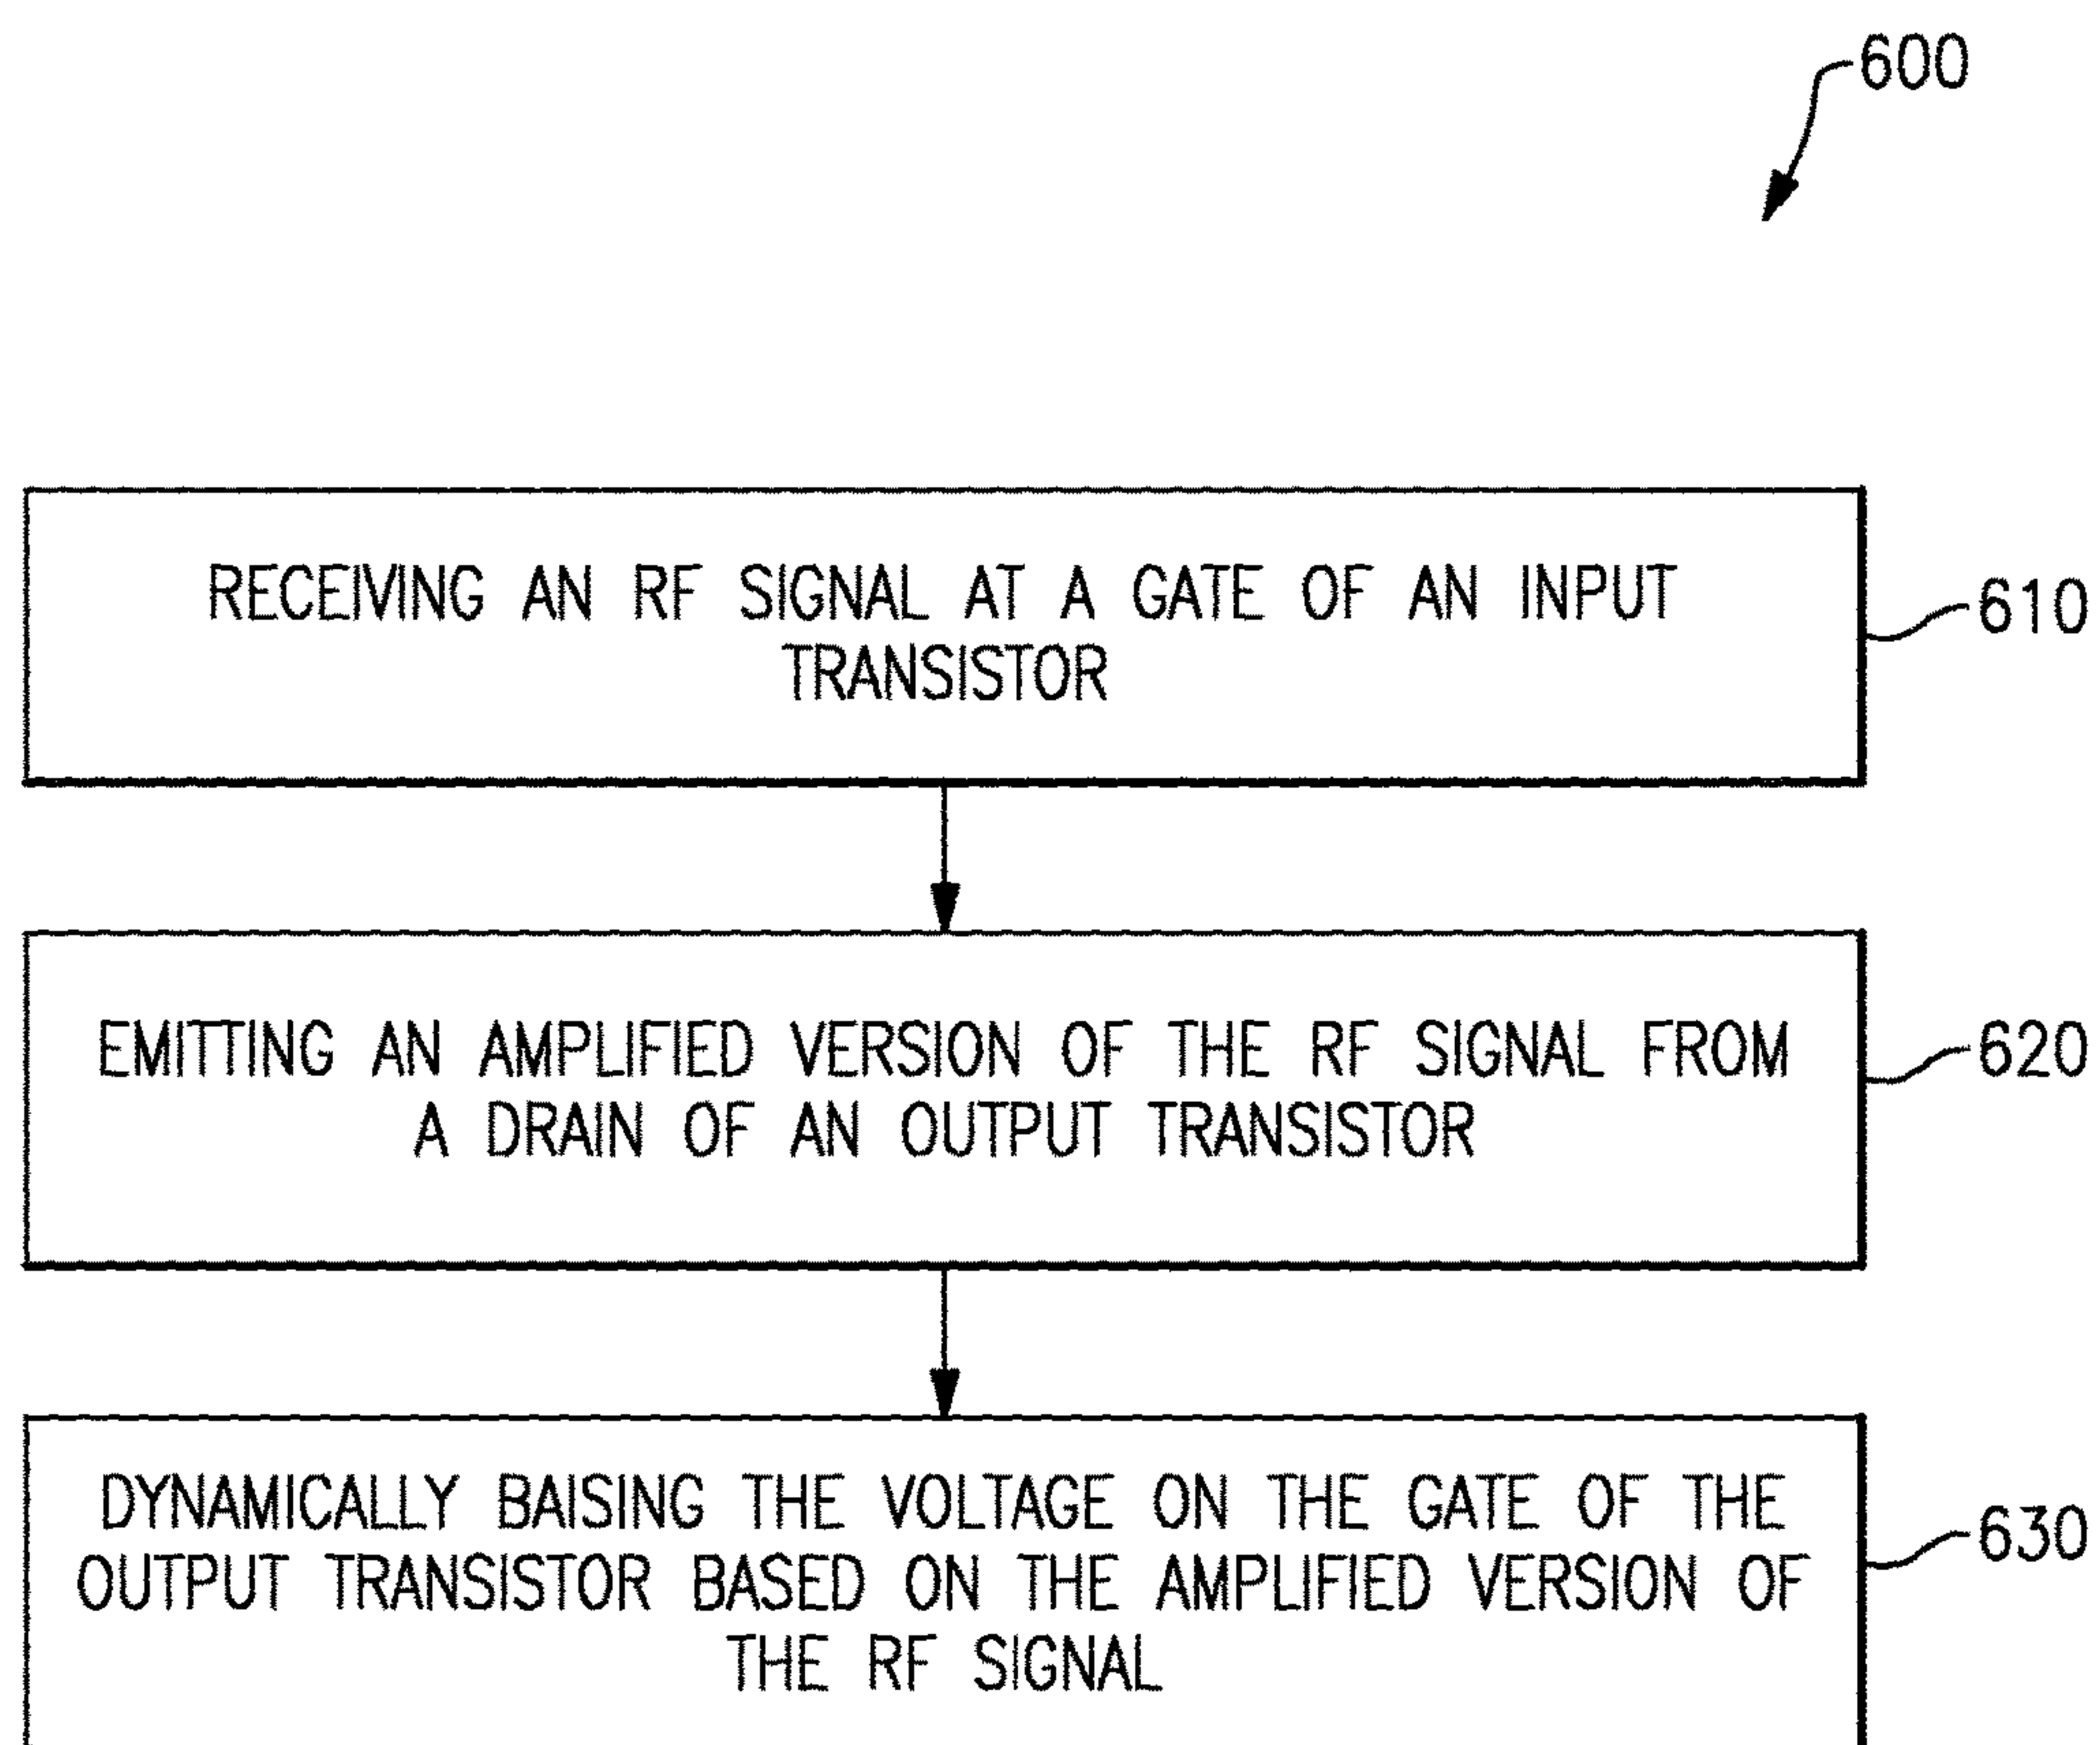 600
RECEIVING AN RF SIGNAL AT A GATE OF AN INPUT
TRANSISTOR
610
EMITTING AN AMPLIFIED VERSION OF THE RF SIGNAL FROM
A DRAIN OF AN OUTPUT TRANSISTOR
620
DYNAMICALLY BAISING THE VOLTAGE ON THE GATE OF THE
OUTPUT TRANSISTOR BASED ON THE AMPLIFIED VERSION OF
THE RF SIGNAL
630